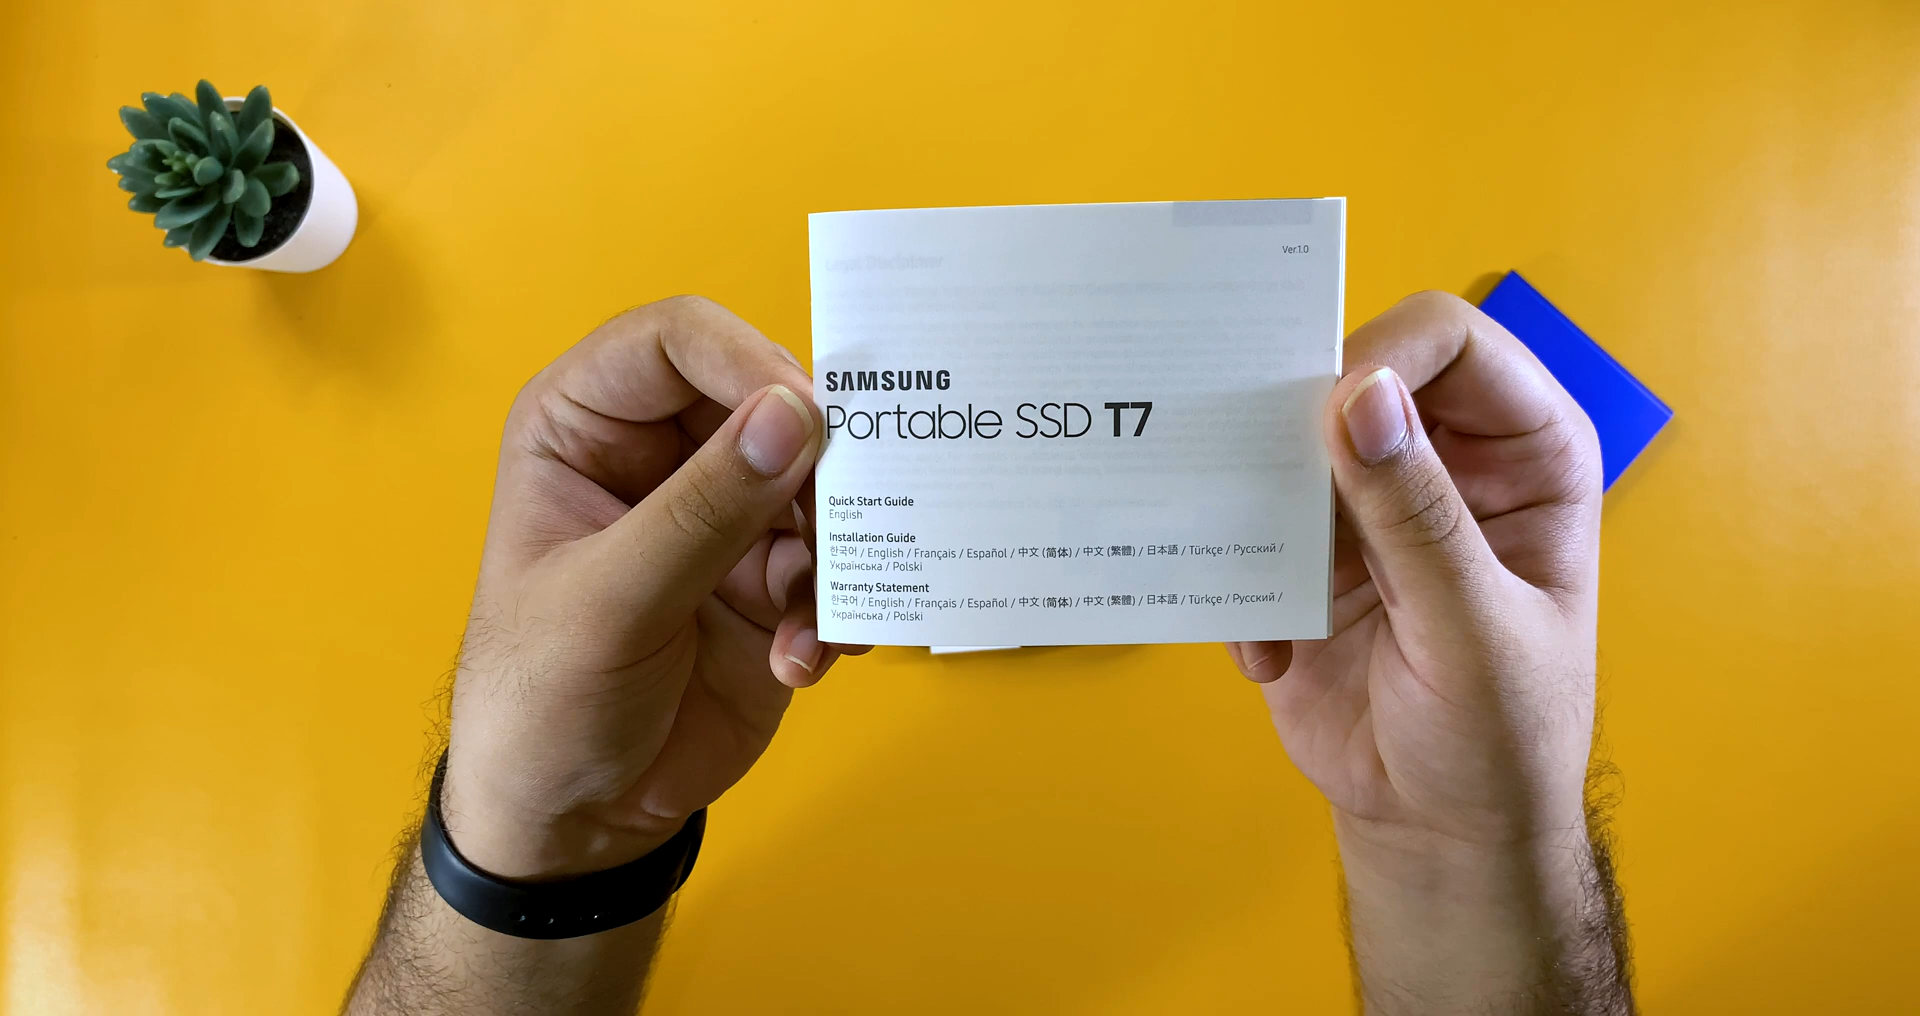 Ver.1.0
SAMSUNG
Portable SSD T7
Quick Start Guide
English
Installation Guide
한국어 / English / Français / Español / 中文 (简体) / 中文 (繁體) / 日本語 / Türkçe / Русский /
Українська / Polski
Warranty Statement
한국어 / English / Français / Español / 中文 (简体) / 中文 (繁體) / 日本語 / Türkçe / Русский /
Українська / Polski